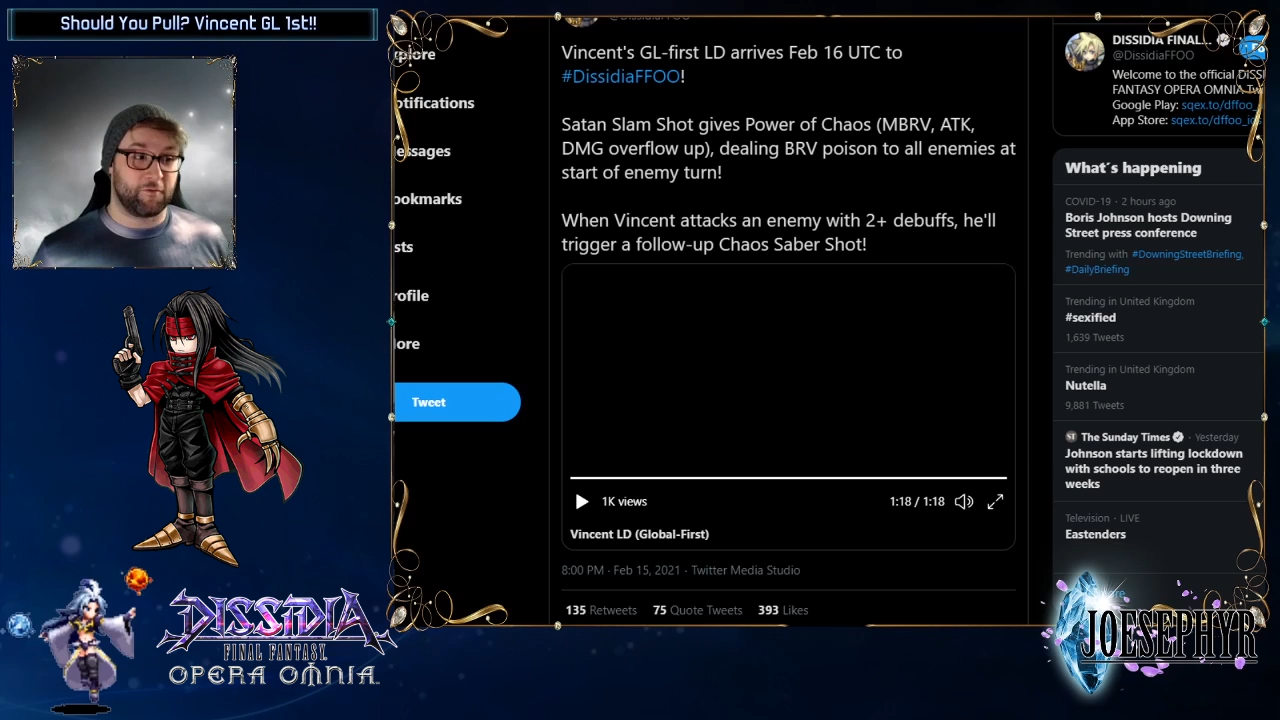 Should You Pull? Vincent GL 1st!!
xplore
otifications
essages
ookmarks
sts
rofile
lore
Tweet
Vincent's GL-first LD arrives Feb 16 UTC to
#DissidiaFFOO!
Satan Slam Shot gives Power of Chaos (MBRV, ATK,
DMG overflow up), dealing BRV poison to all enemies at
start of enemy turn!
When Vincent attacks an enemy with 2+ debuffs, he'll
trigger a follow-up Chaos Saber Shot!
1K views
1:18 / 1:18
Vincent LD (Global-First)
8:00 PM · Feb 15, 2021 · Twitter Media Studio
135 Retweets 75 Quote Tweets 393 Likes
DISSIDIA FINAL...
@DissidiaFFOO
Welcome to the official DISS
FANTASY OPERA OMNIA Tw
Google Play: sqex.to/dffoo_
App Store: sqex.to/dffoo_io
What's happening
COVID-19 · 2 hours ago
Boris Johnson hosts Downing
Street press conference
Trending with #DowningStreetBriefing,
#DailyBriefing
Trending in United Kingdom
#sexified
1,639 Tweets
Trending in United Kingdom
Nutella
9,881 Tweets
The Sunday Times · Yesterday
Johnson starts lifting lockdown
with schools to reopen in three
weeks
Television · LIVE
Eastenders
DISSIDIA
FINAL FANTASY
OPERA OMNIA
JOESEPHYR